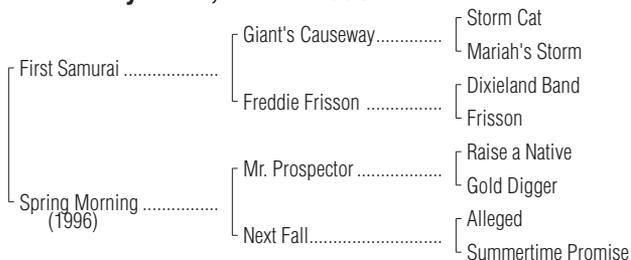 Storm Cat
Giant's Causeway..............
Mariah's Storm
First Samurai ....................
Dixieland Band
Freddie Frisson ................
Frisson
Raise a Native
Mr. Prospector ..................
Gold Digger
Spring Morning ................
(1996)
Alleged
Next Fall............................
Summertime Promise